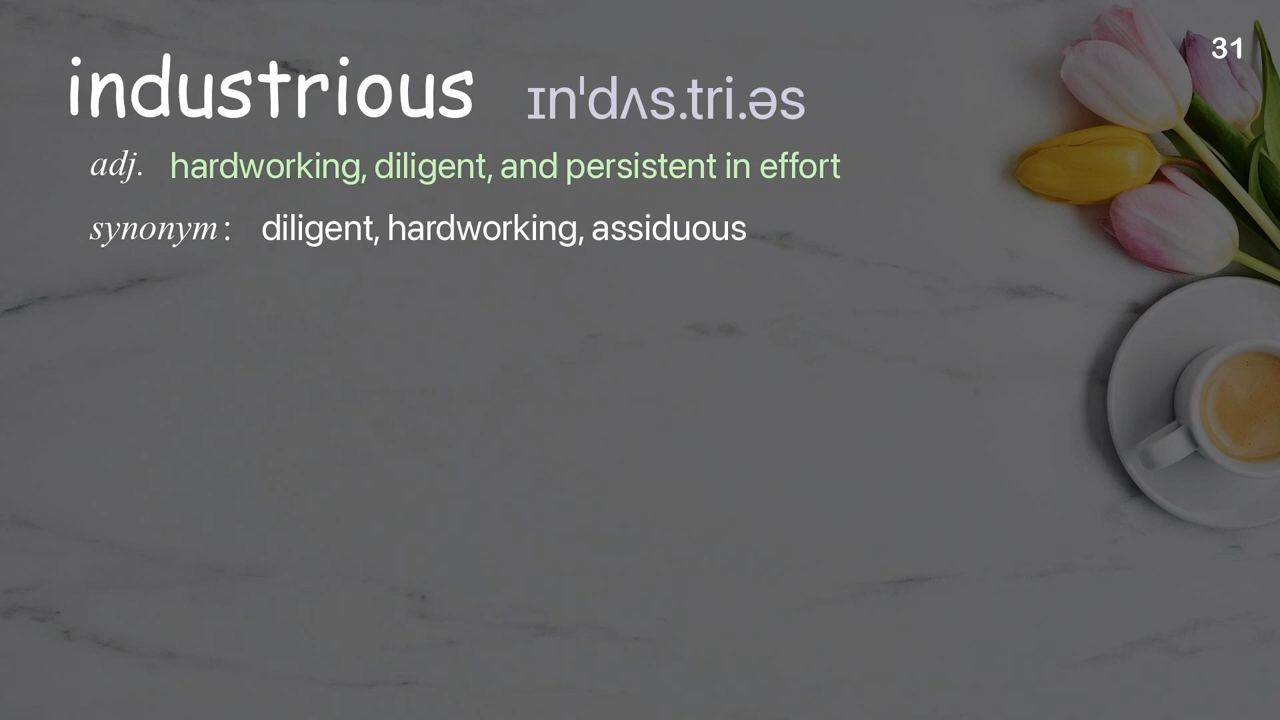 31
industrious ɪnˈdʌs.tri.əs
adj. hardworking, diligent, and persistent in effort
synonym : diligent, hardworking, assiduous